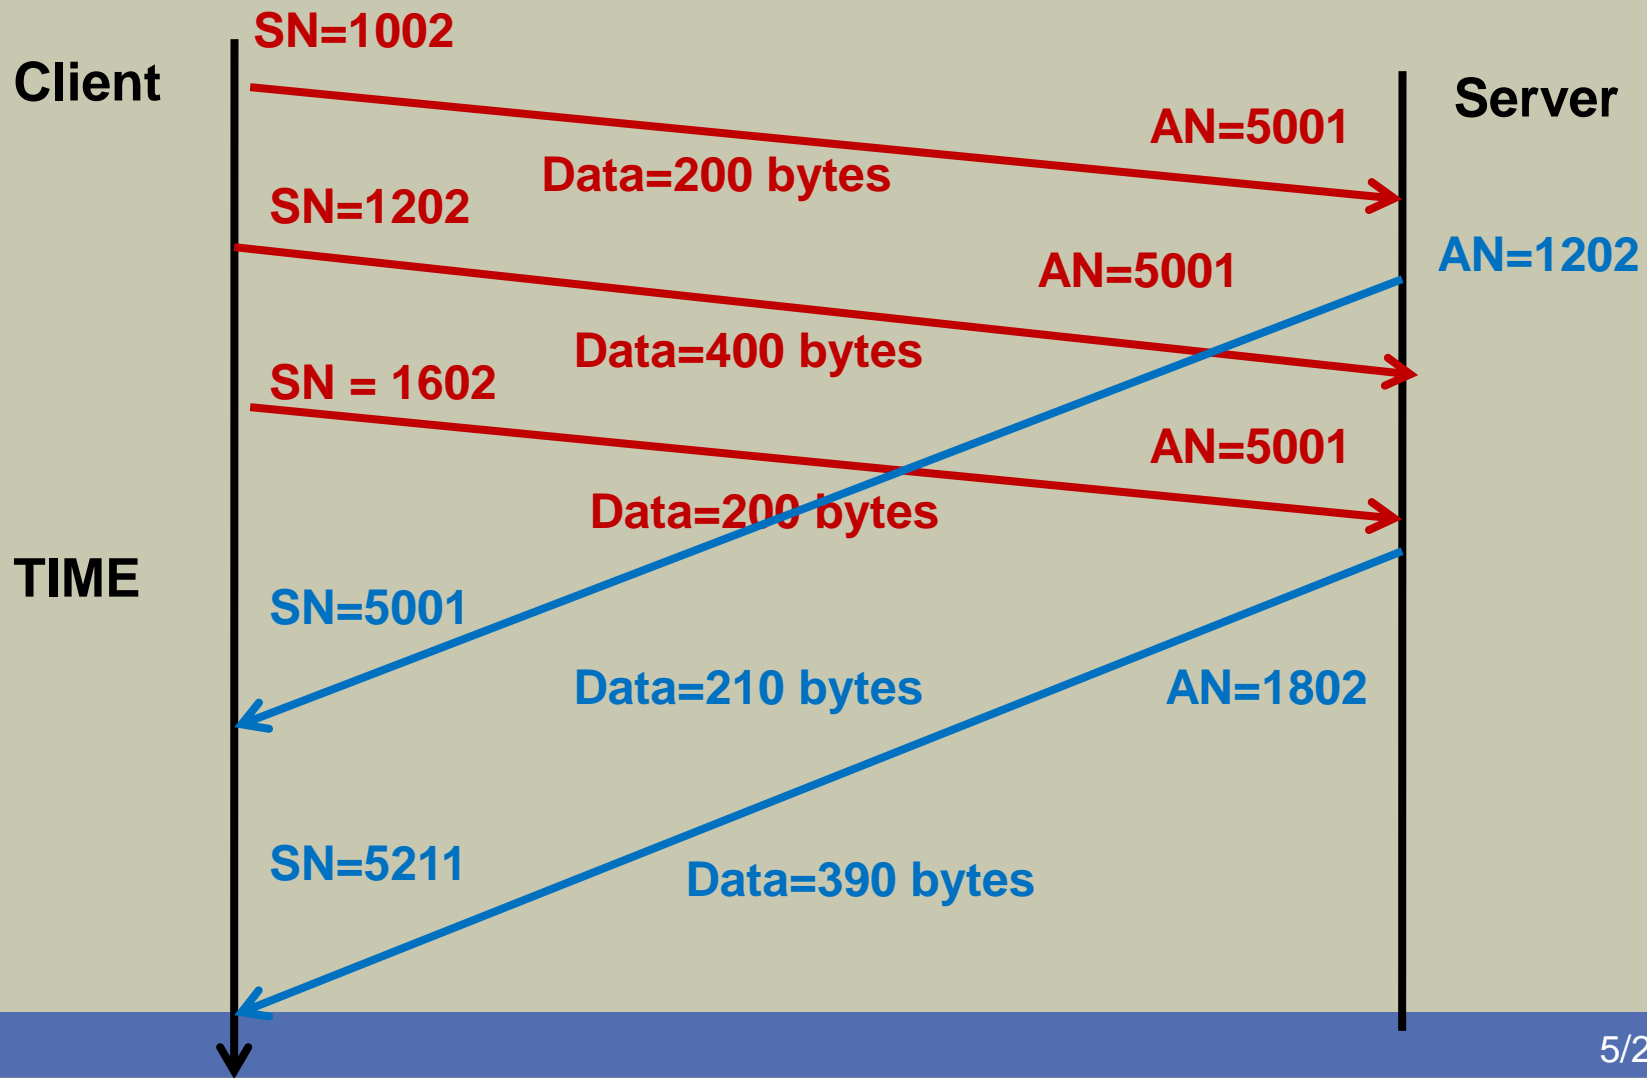 SN=1002
Client
Server
AN=5001
Data=200 bytes
SN=1202
AN=1202
AN=5001
Data=400 bytes
SN = 1602
AN=5001
Data=200 bytes
TIME
SN=5001
Data=210 bytes
AN=1802
SN=5211
Data=390 bytes
5/2